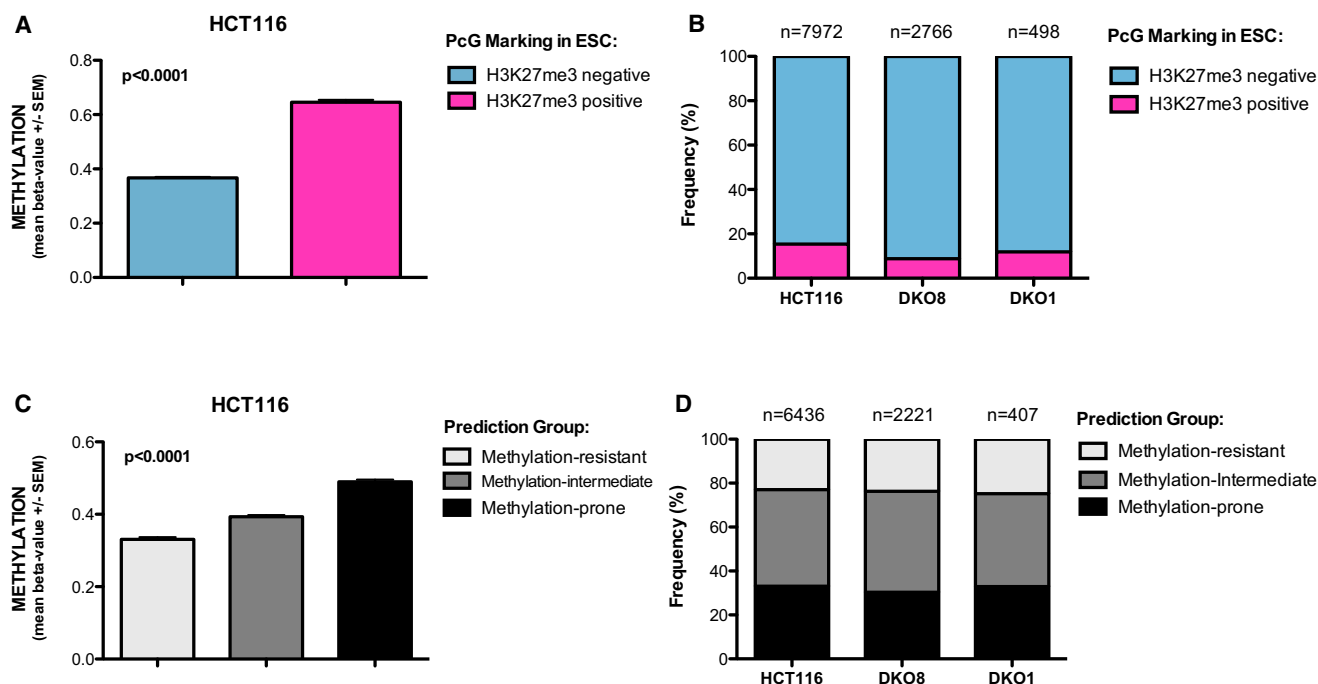 A
HCT116
METHYLATION
(mean beta-value +/- SEM)
0.8
0.6
0.4
0.2
0.0
p<0.0001
PcG Marking in ESC:
H3K27me3 negative
H3K27me3 positive
B
n=7972 n=2766 n=498
Frequency (%)
100
80
60
40
20
0
HCT116 DKO8 DKO1
PcG Marking in ESC:
H3K27me3 negative
H3K27me3 positive
C
HCT116
METHYLATION
(mean beta-value +/- SEM)
0.6
0.4
0.2
0.0
p<0.0001
Prediction Group:
Methylation-resistant
Methylation-intermediate
Methylation-prone
D
n=6436 n=2221 n=407
Frequency (%)
100
80
60
40
20
0
HCT116 DKO8 DKO1
Prediction Group:
Methylation-resistant
Methylation-Intermediate
Methylation-prone